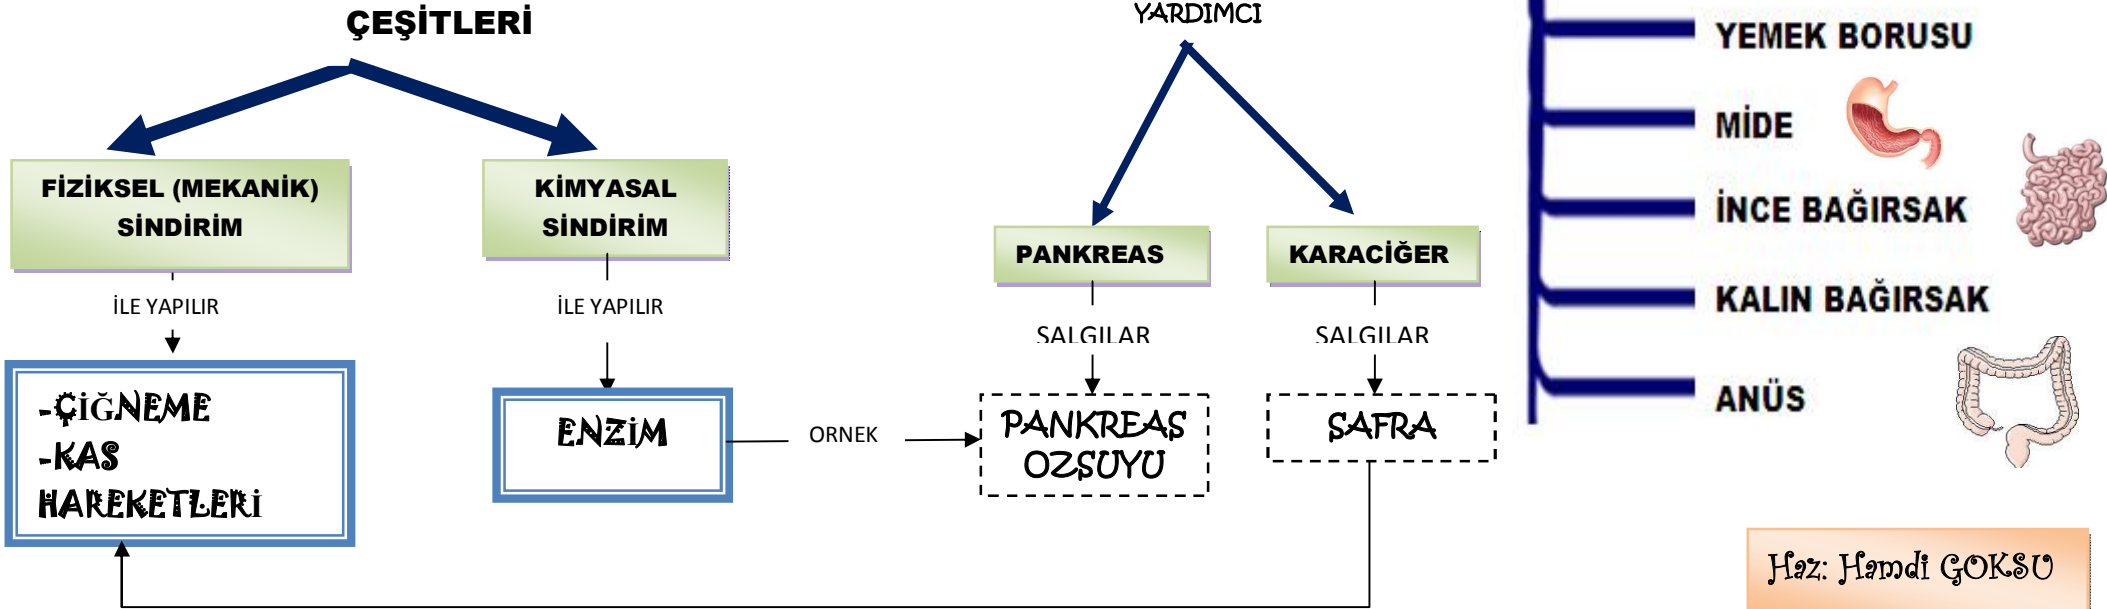 ÇEŞİTLERİ
FİZİKSEL (MEKANİK)
SİNDİRİM
İLE YAPILIR
-ÇİĞNEME
-KAS
HAREKETLERİ
KİMYASAL
SİNDİRİM
İLE YAPILIR
ENZİM
ORNEK
YARDIMCI
PANKREAS
SALGILAR
PANKREAS
OZSUYU
KARACİĞER
SALGILAR
SAFRA
YEMEK BORUSU
MİDE
İNCE BAĞIRSAK
KALIN BAĞIRSAK
ANÜS
Haz: Hamdi GOKSU